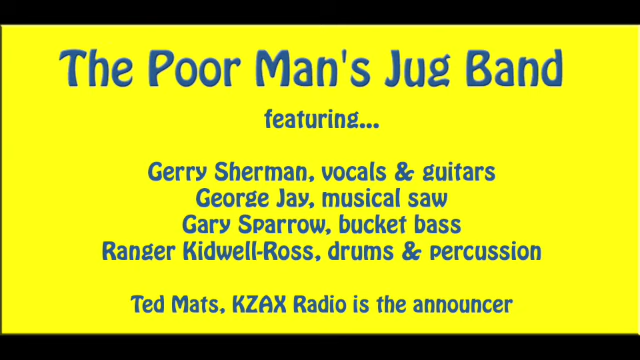 The Poor Man's Jug Band
featuring...
Gerry Sherman, vocals & guitars
George Jay, musical saw
Gary Sparrow, bucket bass
Ranger Kidwell-Ross, drums & percussion
Ted Mats, KZAX Radio is the announcer